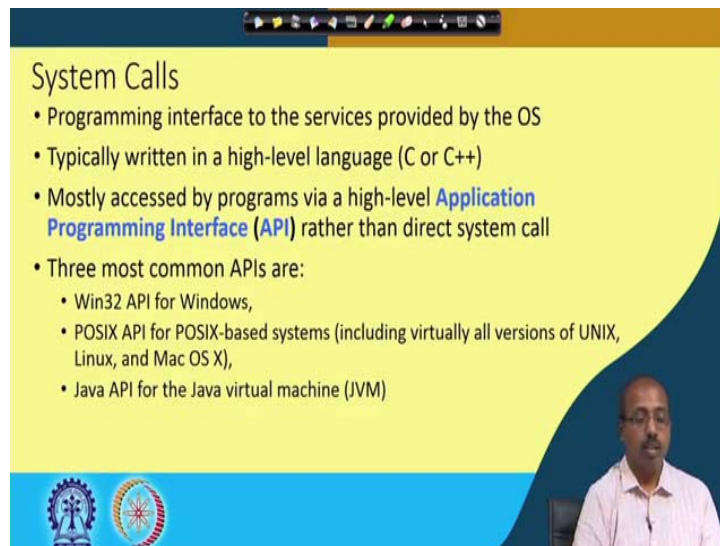 System Calls
• Programming interface to the services provided by the OS
• Typically written in a high-level language (C or C++)
• Mostly accessed by programs via a high-level Application
Programming Interface (API) rather than direct system call
• Three most common APIs are:
• Win32 API for Windows,
• POSIX API for POSIX-based systems (including virtually all versions of UNIX,
Linux, and Mac OS X),
• Java API for the Java virtual machine (JVM)